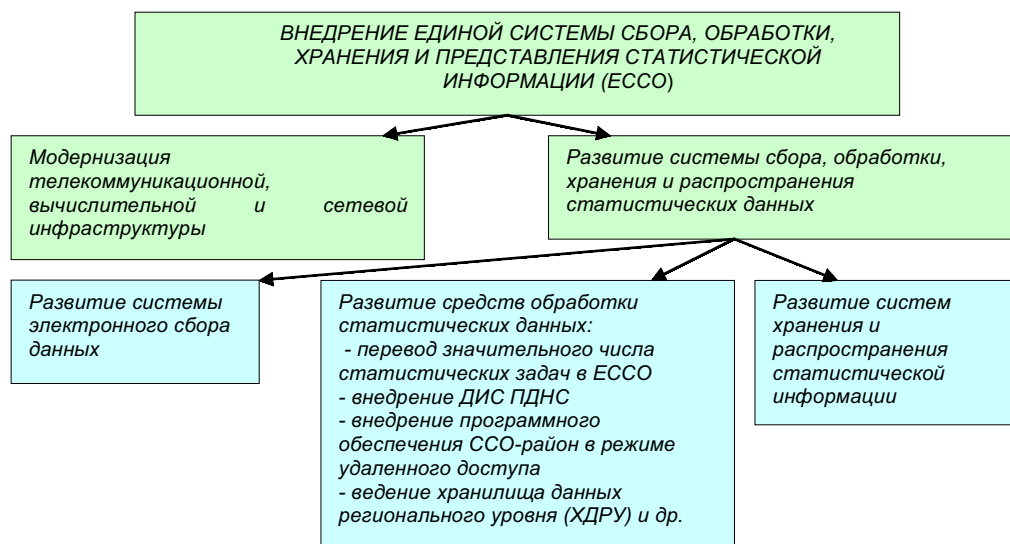 ВНЕДРЕНИЕ ЕДИНОЙ СИСТЕМЫ СБОРА, ОБРАБОТКИ,
ХРАНЕНИЯ И ПРЕДСТАВЛЕНИЯ СТАТИСТИЧЕСКОЙ
ИНФОРМАЦИИ (ЕССО)
Модернизация
телекоммуникационной,
вычислительной и сетевой
инфраструктуры
Развитие системы сбора, обработки,
хранения и распространения
статистических данных
Развитие системы
электронного сбора
данных
Развитие средств обработки
статистических данных:
- перевод значительного числа
статистических задач в ЕССО
- внедрение ДИС ПДНС
- внедрение программного
обеспечения ССО-район в режиме
удаленного доступа
- ведение хранилища данных
регионального уровня (ХДРУ) и др.
Развитие систем
хранения и
распространения
статистической
информации